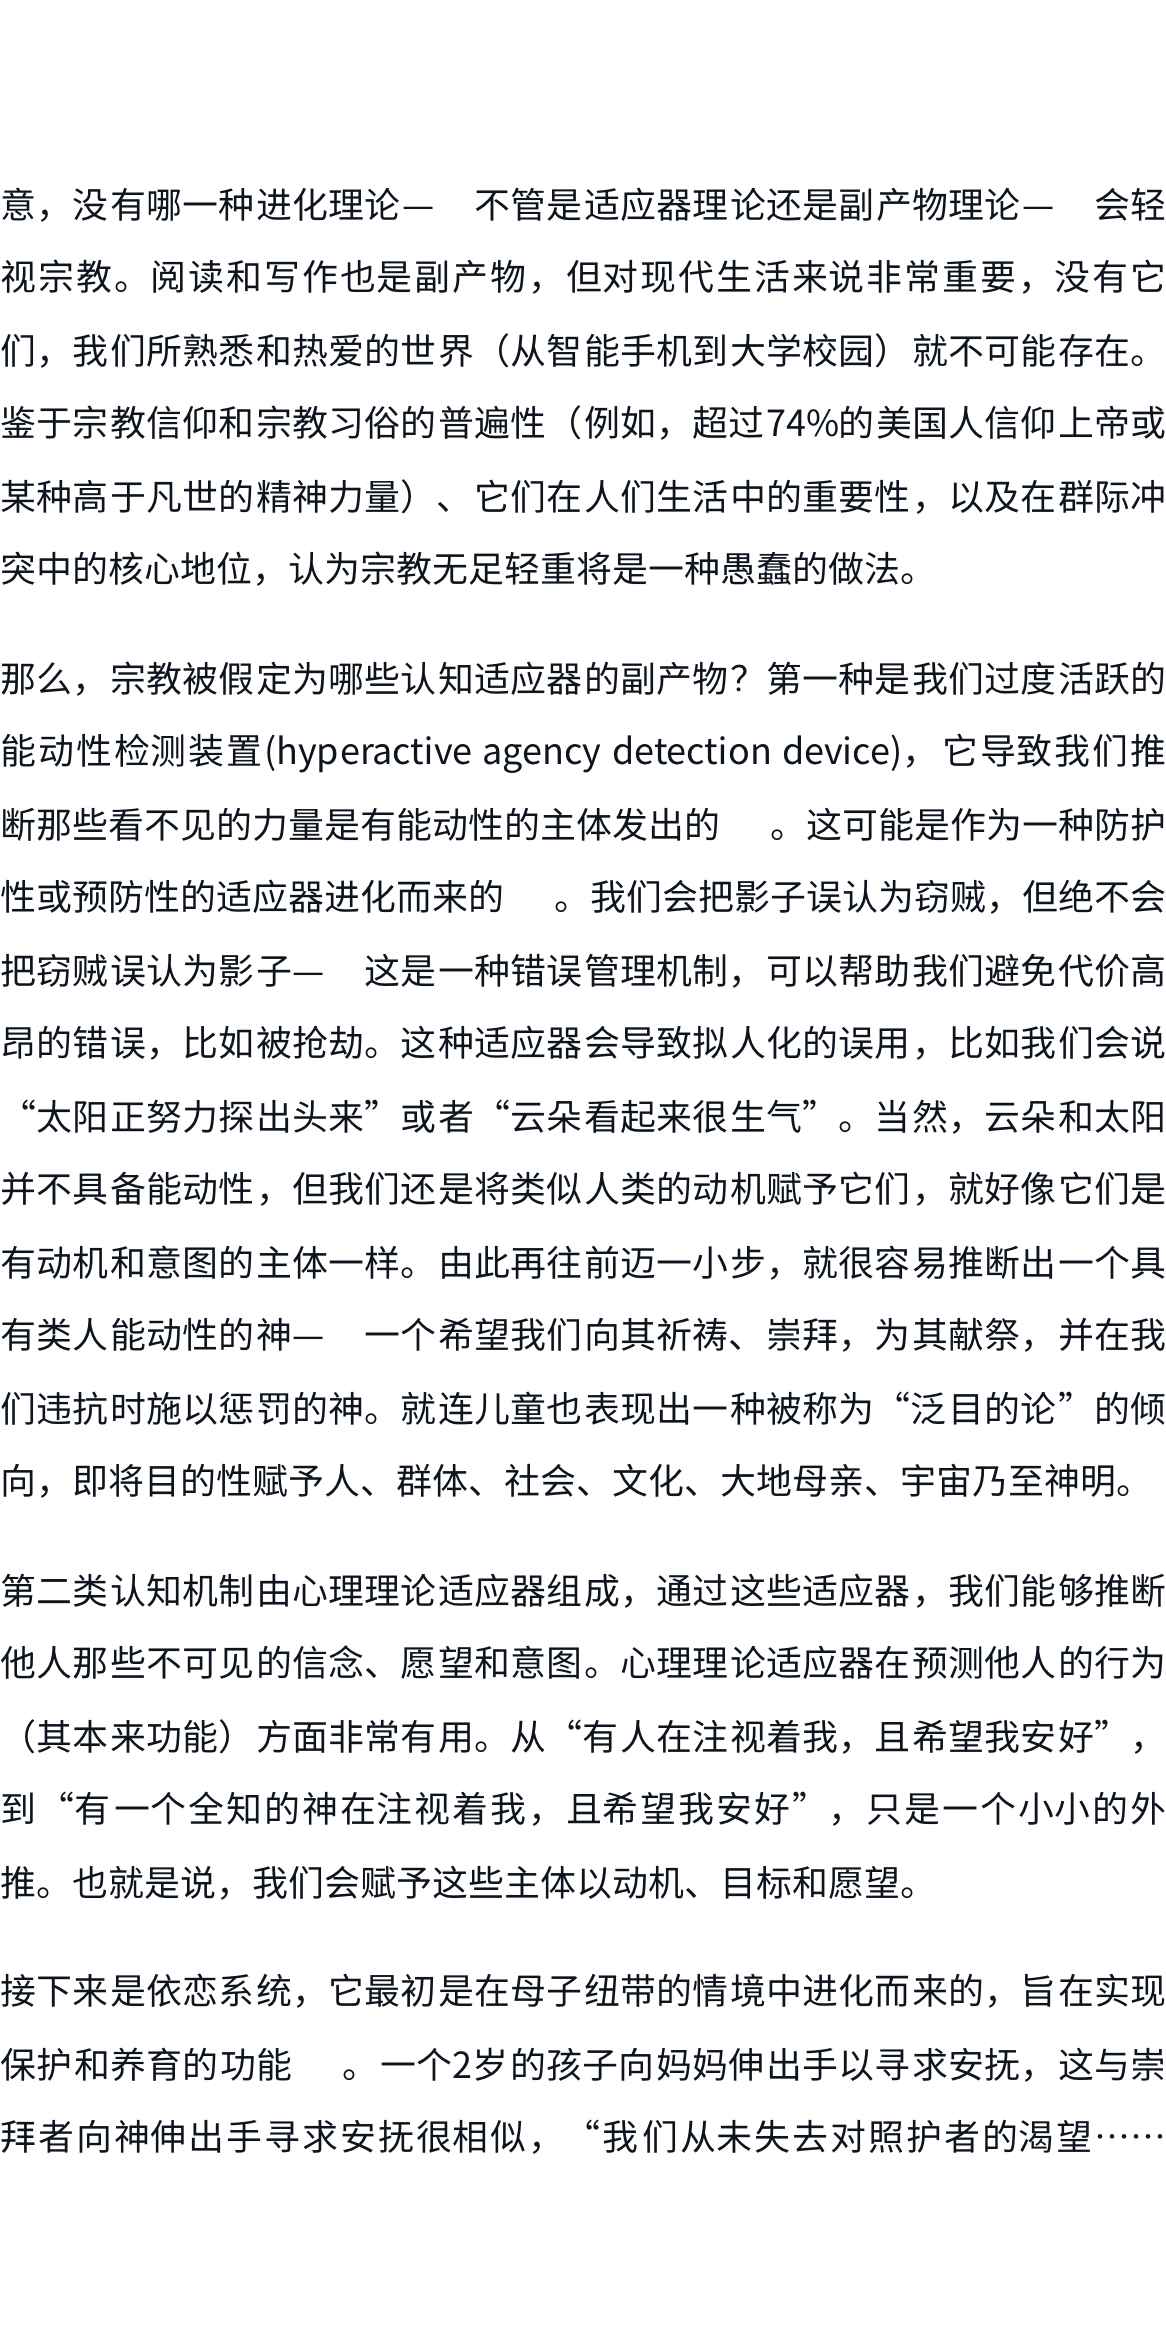 意，没有哪一种进化理论— 不管是适应器理论还是副产物理论— 会轻
视宗教。阅读和写作也是副产物，但对现代生活来说非常重要，没有它
们，我们所熟悉和热爱的世界（从智能手机到大学校园）就不可能存在。
鉴于宗教信仰和宗教习俗的普遍性（例如，超过74%的美国人信仰上帝或
某种高于凡世的精神力量）、它们在人们生活中的重要性，以及在群际冲
突中的核心地位，认为宗教无足轻重将是一种愚蠢的做法。
那么，宗教被假定为哪些认知适应器的副产物？第一种是我们过度活跃的
能动性检测装置(hyperactive agency detection device)，它导致我们推
断那些看不见的力量是有能动性的主体发出的 。这可能是作为一种防护
性或预防性的适应器进化而来的 。我们会把影子误认为窃贼，但绝不会
把窃贼误认为影子— 这是一种错误管理机制，可以帮助我们避免代价高
昂的错误，比如被抢劫。这种适应器会导致拟人化的误用，比如我们会说
“太阳正努力探出头来”或者“云朵看起来很生气”。当然，云朵和太阳
并不具备能动性，但我们还是将类似人类的动机赋予它们，就好像它们是
有动机和意图的主体一样。由此再往前迈一小步，就很容易推断出一个具
有类人能动性的神— 一个希望我们向其祈祷、崇拜，为其献祭，并在我
们违抗时施以惩罚的神。就连儿童也表现出一种被称为“泛目的论”的倾
向，即将目的性赋予人、群体、社会、文化、大地母亲、宇宙乃至神明。
第二类认知机制由心理理论适应器组成，通过这些适应器，我们能够推断
他人那些不可见的信念、愿望和意图。心理理论适应器在预测他人的行为
（其本来功能）方面非常有用。从“有人在注视着我，且希望我安好”，
到“有一个全知的神在注视着我，且希望我安好”，只是一个小小的外
推。也就是说，我们会赋予这些主体以动机、目标和愿望。
接下来是依恋系统，它最初是在母子纽带的情境中进化而来的，旨在实现
保护和养育的功能 。一个2岁的孩子向妈妈伸出手以寻求安抚，这与崇
拜者向神伸出手寻求安抚很相似，“我们从未失去对照护者的渴望……